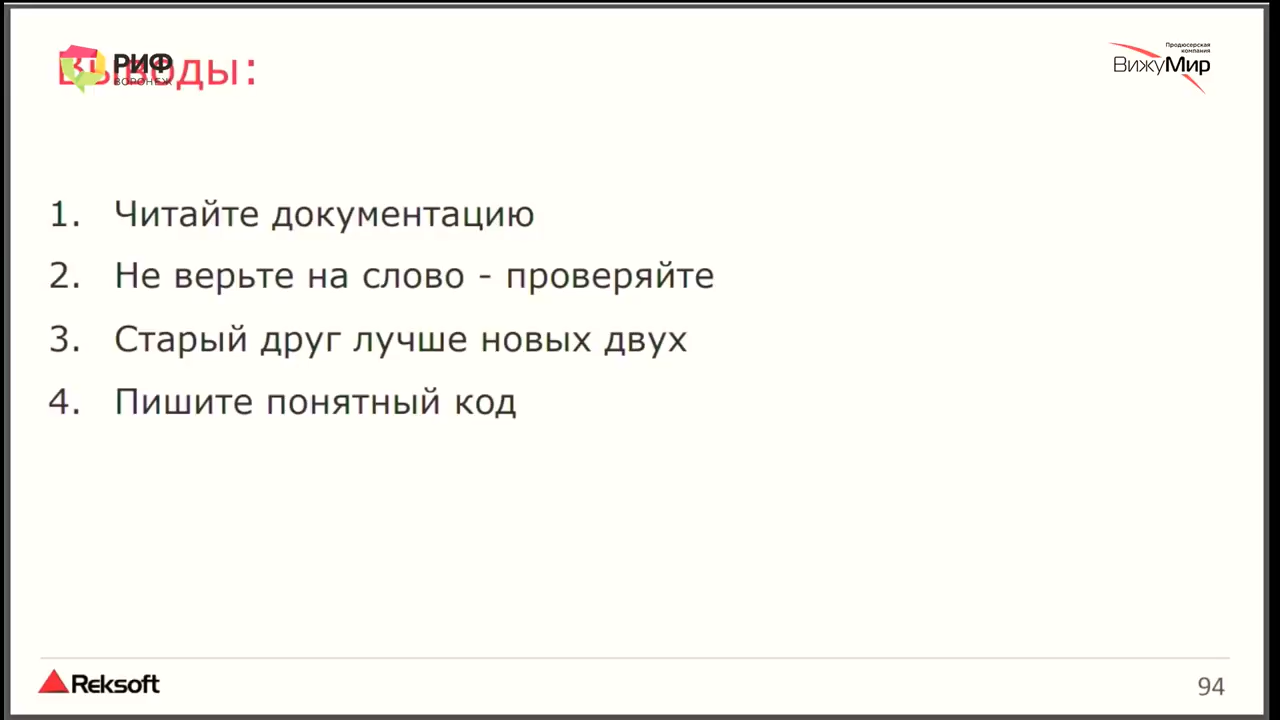 Выводы:
РИФ
ВОРОНЕЖ
Продюсерская
компания
ВижуМир
1. Читайте документацию
2. Не верьте на слово - проверяйте
3. Старый друг лучше новых двух
4. Пишите понятный код
Reksoft
94